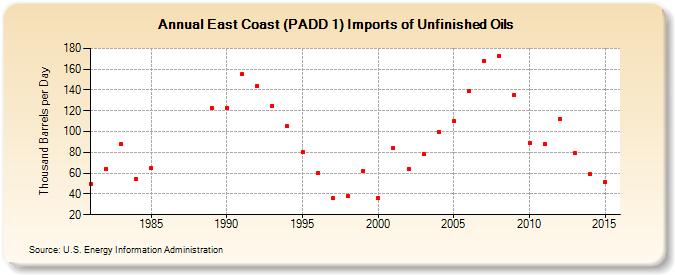 Annual East Coast (PADD 1) Imports of Unfinished Oils
Thousand Barrels per Day
180
160
140
120
100
80
60
40
20
1985 1990 1995 2000 2005 2010 2015
Source: U.S. Energy Information Administration